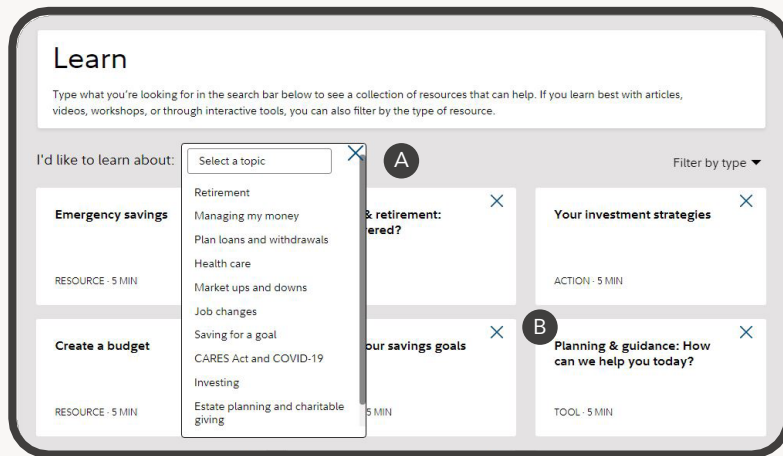 Learn
Type what you're looking for in the search bar below to see a collection of resources that can help. If you learn best with articles,
videos, workshops, or through interactive tools, you can also filter by the type of resource.
I'd like to learn about:
Select a topic
A
Filter by type
Retirement
Managing my money
Plan loans and withdrawals
Health care
Market ups and downs
Job changes
Saving for a goal
CARES Act and COVID-19
Investing
Estate planning and charitable
giving
Emergency savings
RESOURCE · 5 MIN
& retirement:
ered?
Your investment strategies
ACTION · 5 MIN
Create a budget
RESOURCE · 5 MIN
our savings goals
5 MIN
B
Planning & guidance: How
can we help you today?
TOOL · 5 MIN